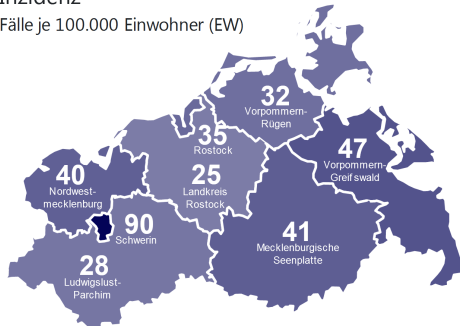 Inzidenz
Fälle je 100.000 Einwohner (EW)
32
Vorpommern-
Rügen
35
Rostock
47
Vorpommern-
Greifswald
40
Nordwest-
mecklenburg
25
Landkreis
Rostock
90
Schwerin
41
Mecklenburgische
Seenplatte
28
Ludwigslust-
Parchim